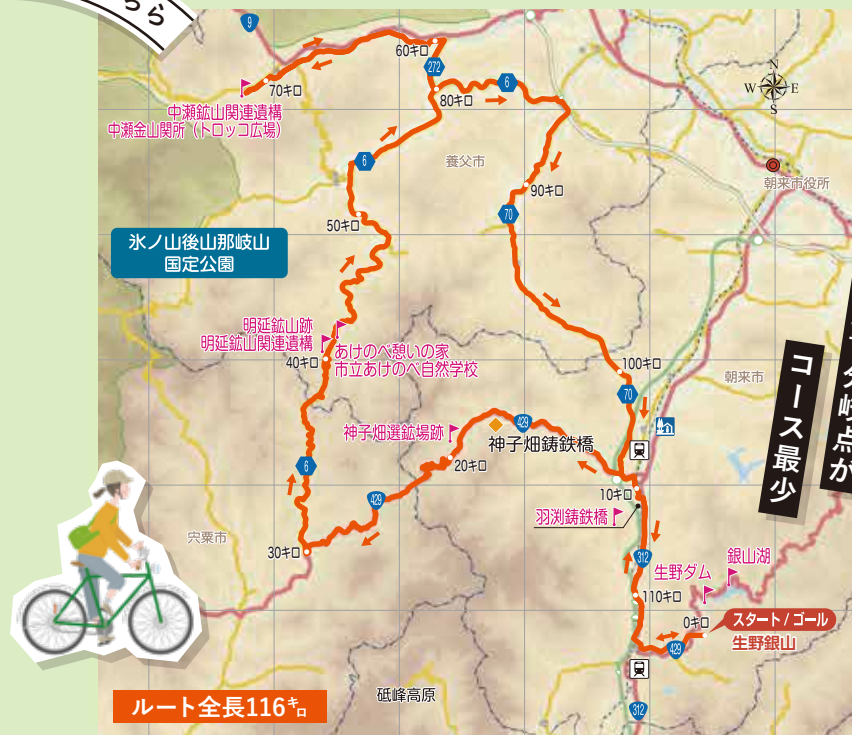 ちら
9
60キロ
272
70キロ
中瀬鉱山関連遺構
中瀬金山関所（トロッコ広場）
80キロ
6
N
W
E
S
6
養父市
90キロ
70
朝来市役所
50キロ
氷ノ山後山那岐山
国定公園
明延鉱山跡
明延鉱山関連遺構
あけのべ憩いの家
市立あけのべ自然学校
40キロ
100キロ
70
朝来市
コース最少
分岐点が
神子畑選鉱場跡
429
神子畑鋳鉄橋
20キロ
6
429
10キロ
羽渕鋳鉄橋
宍粟市
30キロ
312
銀山湖
生野ダム
110キロ
0キロ
スタート/ゴール
生野銀山
429
砥峰高原
312
ルート全長116キロ